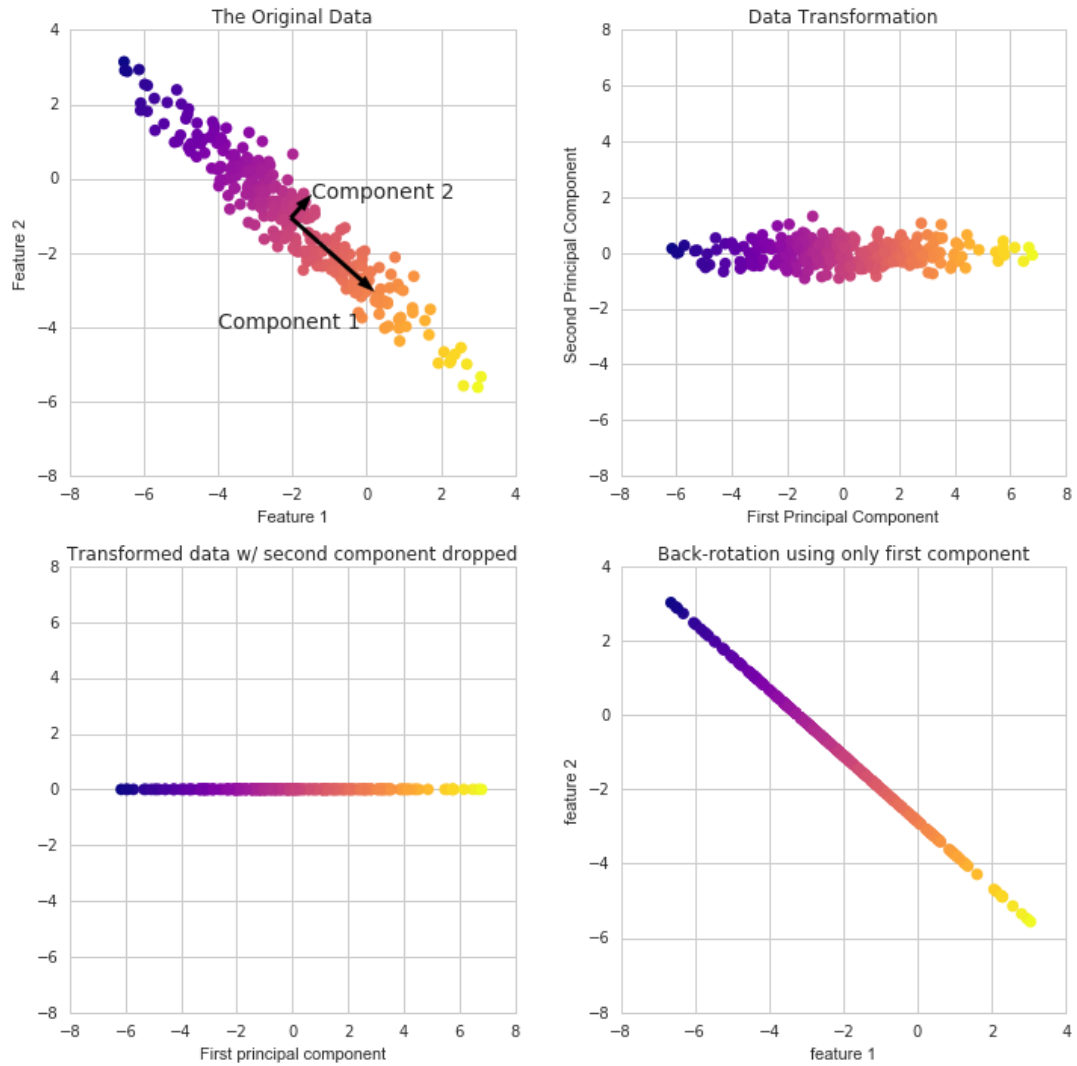 The Original Data
4
2
0
−2
−4
−6
−8
Feature 2
Component 2
Component 1
−8 −6 −4 −2 0 2 4
Feature 1
Data Transformation
8
6
4
2
0
−2
−4
−6
−8
Second Principal Component
−8 −6 −4 −2 0 2 4 6 8
First Principal Component
Transformed data w/ second component dropped
8
6
4
2
0
−2
−4
−6
−8
−8 −6 −4 −2 0 2 4 6 8
First principal component
Back-rotation using only first component
4
2
0
−2
−4
−6
−8
feature 2
−8 −6 −4 −2 0 2 4
feature 1